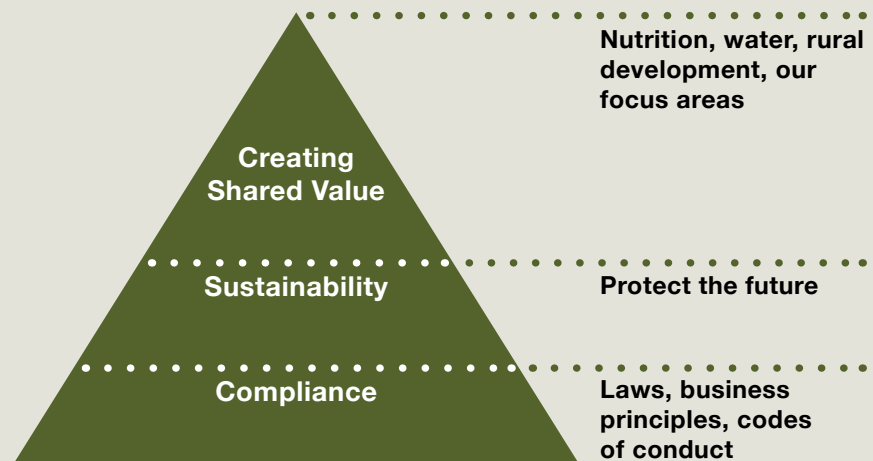 Nutrition, water, rural
development, our
focus areas
Creating
Shared Value
Sustainability
Protect the future
Compliance
Laws, business
principles, codes
of conduct